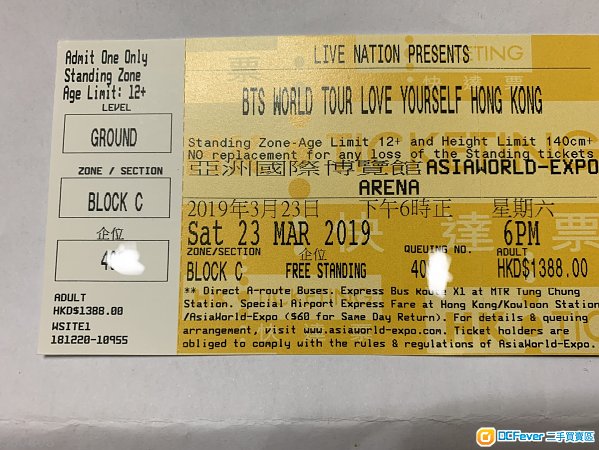 Admit One Only
Standing Zone
Age Limit: 12+
LEVEL
GROUND
ZONE / SECTION
BLOCK C
企位
ADULT
HKD$1388.00
WSITE1
181220-10955
LIVE NATION PRESENTS
BTS WORLD TOUR LOVE YOURSELF HONG KONG
Standing Zone-Age Limit 12+ and Height Limit 140cm+
NO replacement for any loss of the Standing tickets
亞洲國際博覽館 ASIAWORLD-EXPO
ARENA
2019年3月23日 下午6時正 星期六
Sat 23 MAR 2019 6PM
ZONE/SECTION 企位 QUEUING NO. ADULT
BLOCK C FREE STANDING HKD$1388.00
** Direct A-route Buses. Express Bus Route X1 at MTR Tung Chung
Station. Special Airport Express Fare at Hong Kong/Kowloon Station
/AsiaWorld-Expo ($60 for Same Day Return). For details & queuing
arrangement, visit www.asiaworld-expo.com. Ticket holders are
obliged to comply with the rules & regulations of AsiaWorld-Expo.
票
快達票
TICKETING
快達票
DCFever 二手買賣區